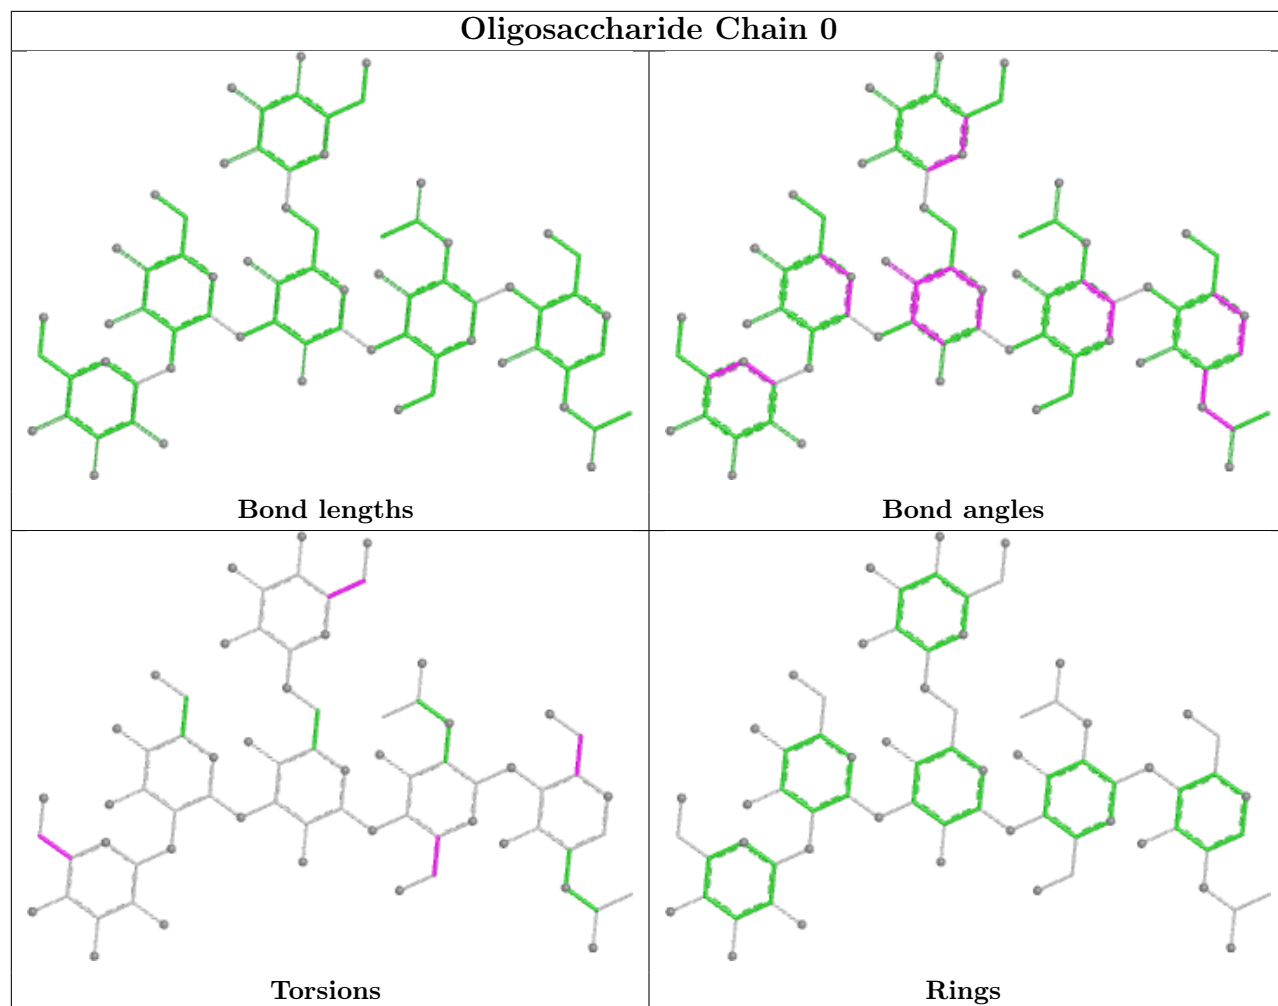 Oligosaccharide Chain 0
Bond lengths
Bond angles
Torsions
Rings